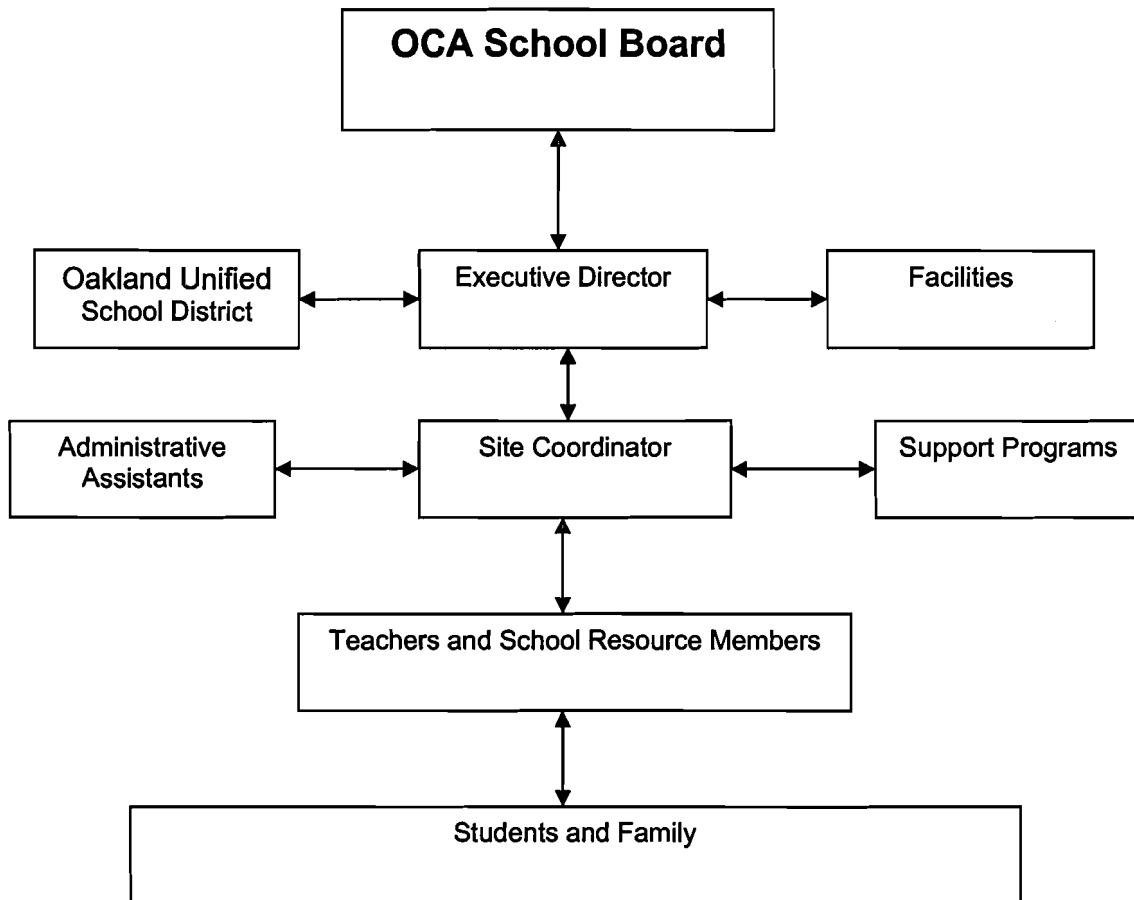 OCA School Board
Oakland Unified
School District
Executive Director
Facilities
Administrative
Assistants
Site Coordinator
Support Programs
Teachers and School Resource Members
Students and Family